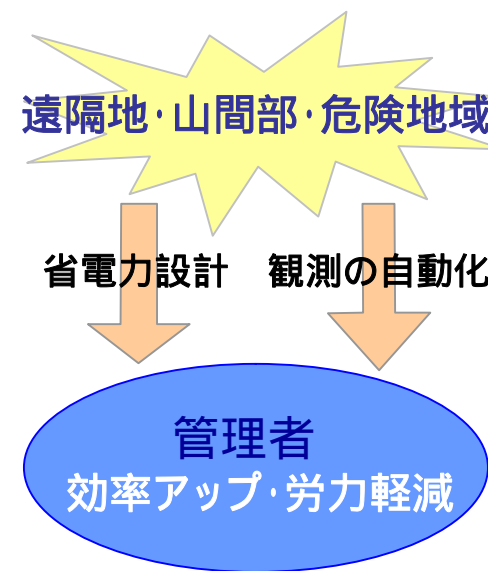 遠隔地･山間部･危険地域
省電力設計　観測の自動化
管理者
効率アップ･労力軽減